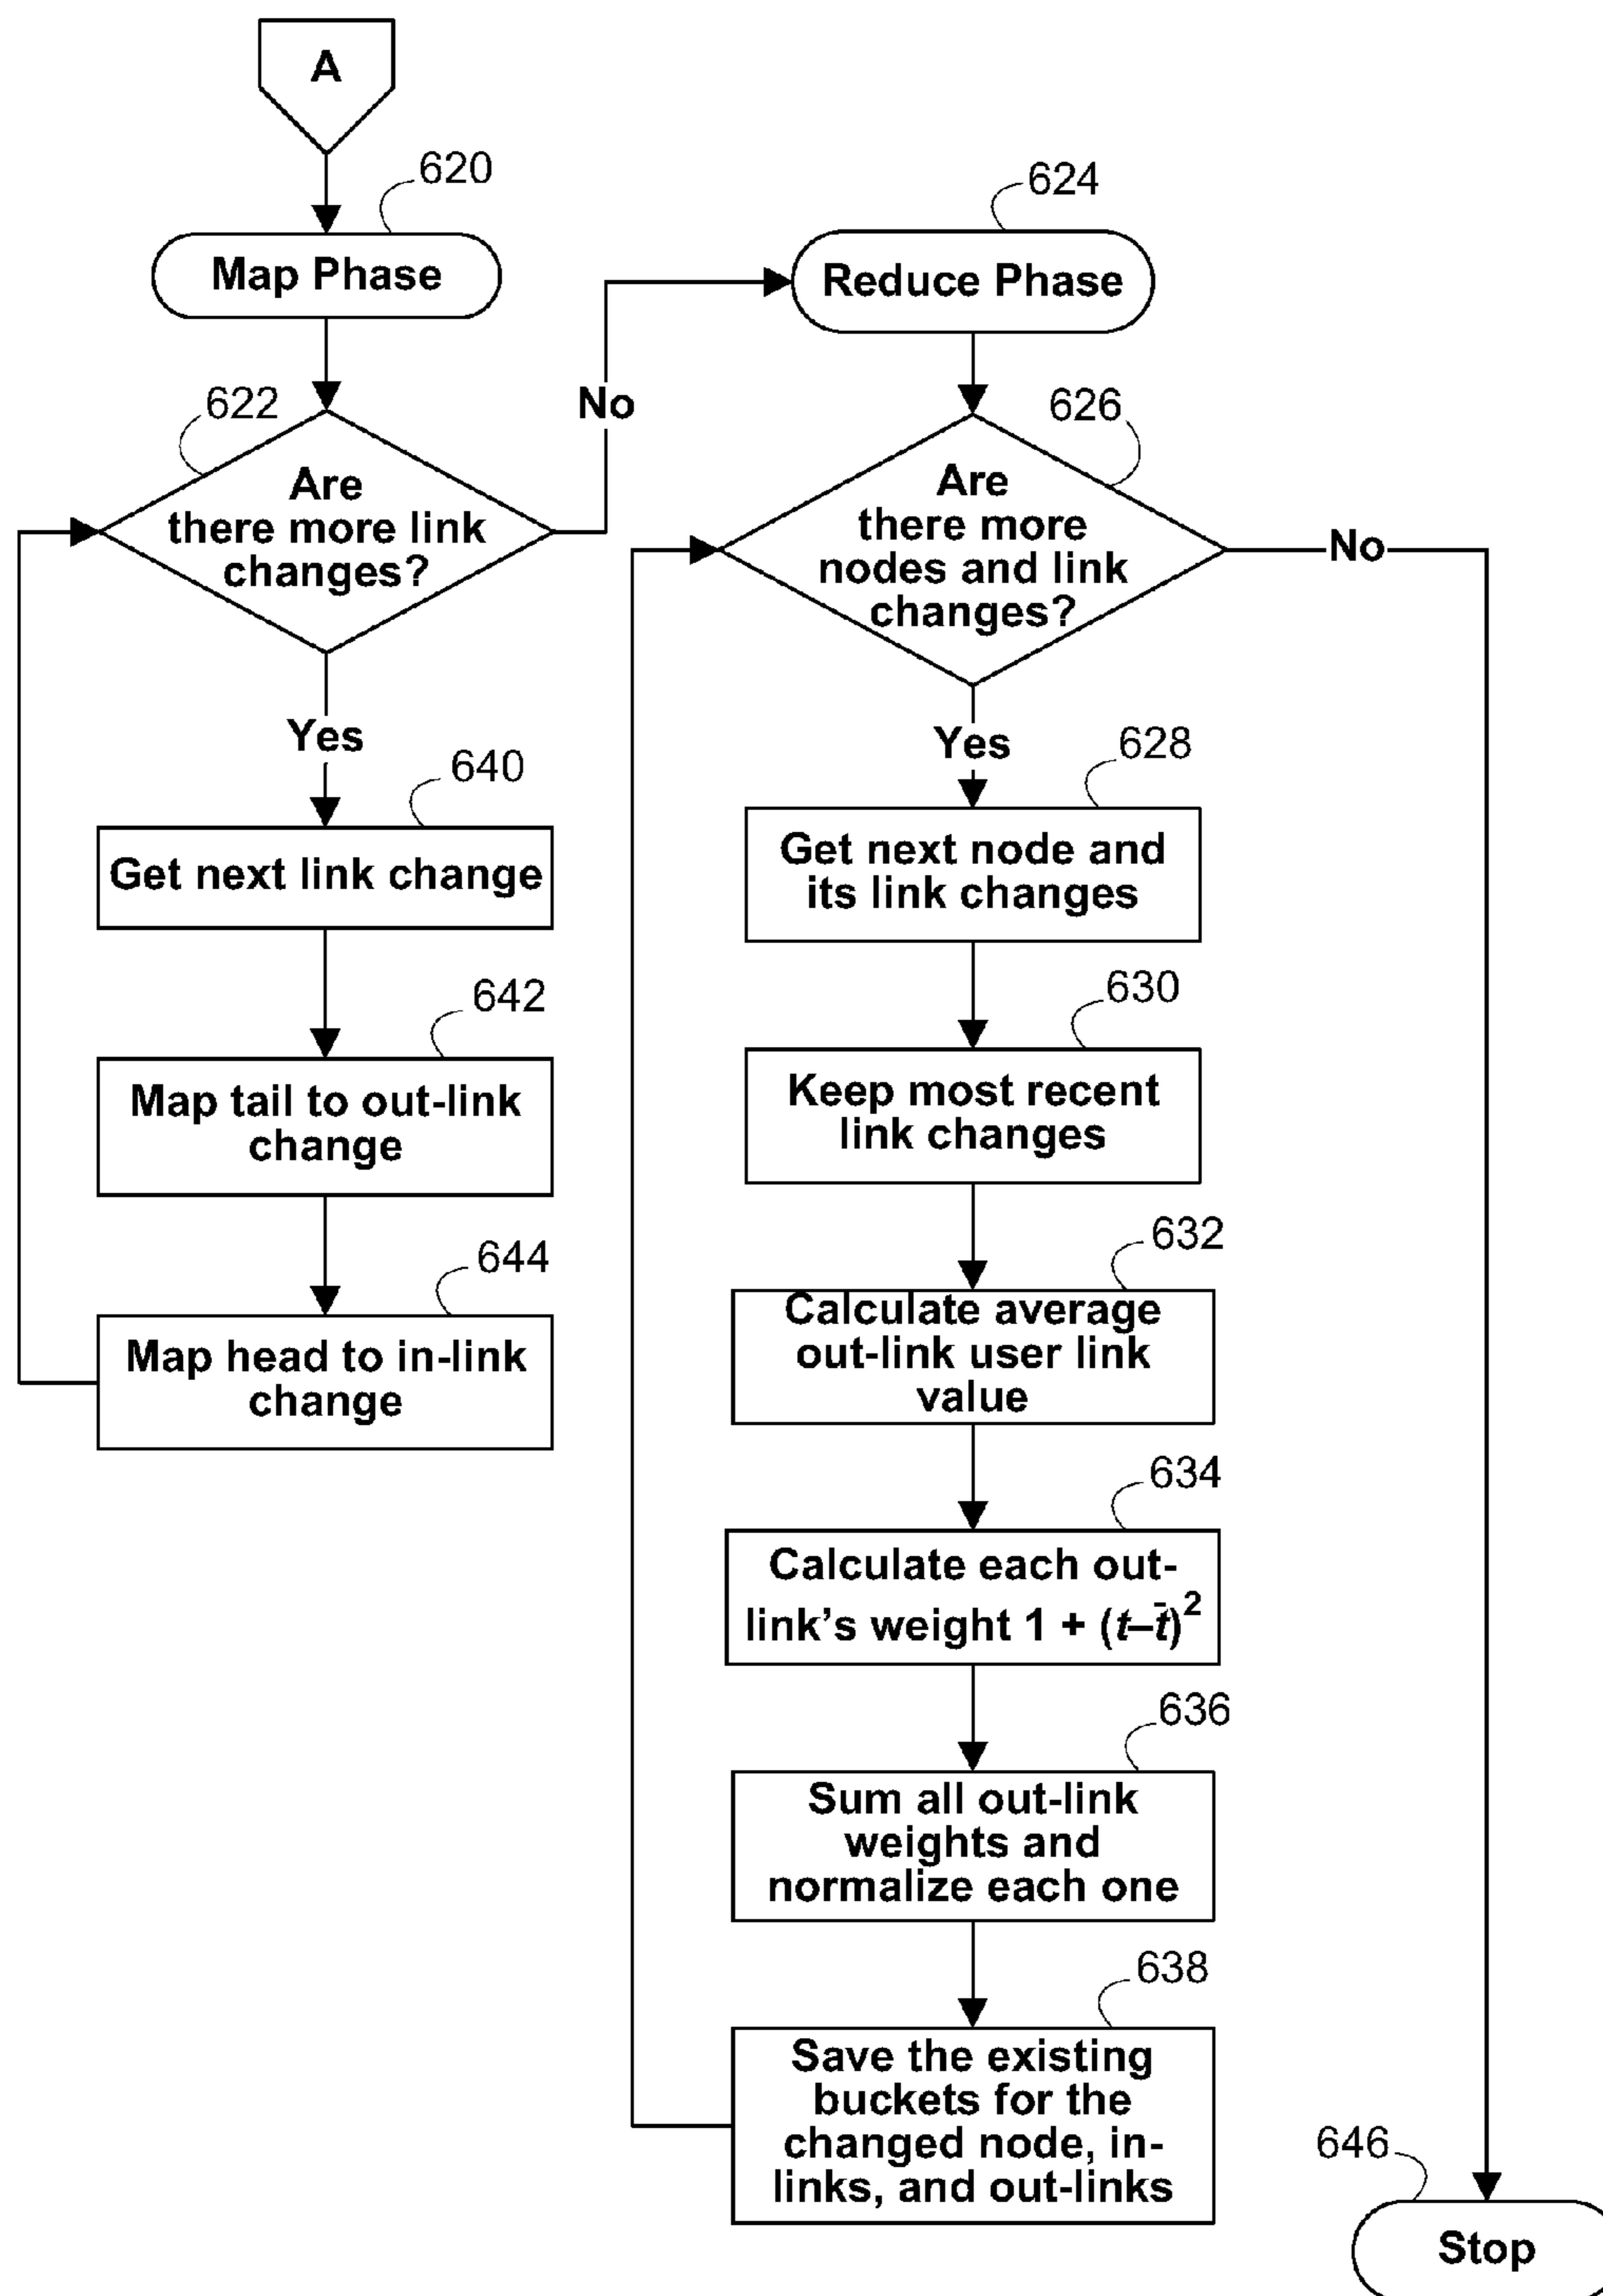 A
620
Map Phase
622
Are
there more link
changes?
No
Yes
640
Get next link change
642
Map tail to out-link
change
644
Map head to in-link
change
624
Reduce Phase
626
Are
there more
nodes and link
changes?
No
Yes
628
Get next node and
its link changes
630
Keep most recent
link changes
632
Calculate average
out-link user link
value
634
Calculate each out-
link’s weight 1 + (t–t̄)²
636
Sum all out-link
weights and
normalize each one
638
Save the existing
buckets for the
changed node, in-
links, and out-links
646
Stop